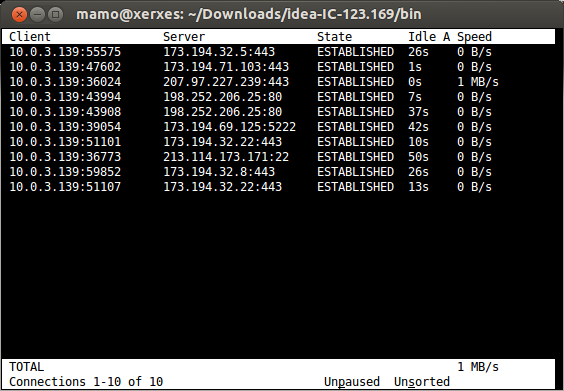 mamo@xerxes: ~/Downloads/idea-IC-123.169/bin
Client Server State Idle A Speed
10.0.3.139:55575 173.194.32.5:443 ESTABLISHED 26s 0 B/s
10.0.3.139:47602 173.194.71.103:443 ESTABLISHED 1s 0 B/s
10.0.3.139:36024 207.97.227.239:443 ESTABLISHED 0s 1 MB/s
10.0.3.139:43994 198.252.206.25:80 ESTABLISHED 7s 0 B/s
10.0.3.139:43908 198.252.206.25:80 ESTABLISHED 37s 0 B/s
10.0.3.139:39054 173.194.69.125:5222 ESTABLISHED 42s 0 B/s
10.0.3.139:51101 173.194.32.22:443 ESTABLISHED 10s 0 B/s
10.0.3.139:36773 213.114.173.171:22 ESTABLISHED 50s 0 B/s
10.0.3.139:59852 173.194.32.8:443 ESTABLISHED 26s 0 B/s
10.0.3.139:51107 173.194.32.22:443 ESTABLISHED 13s 0 B/s
TOTAL 1 MB/s
Connections 1-10 of 10 Unpaused Unsorted